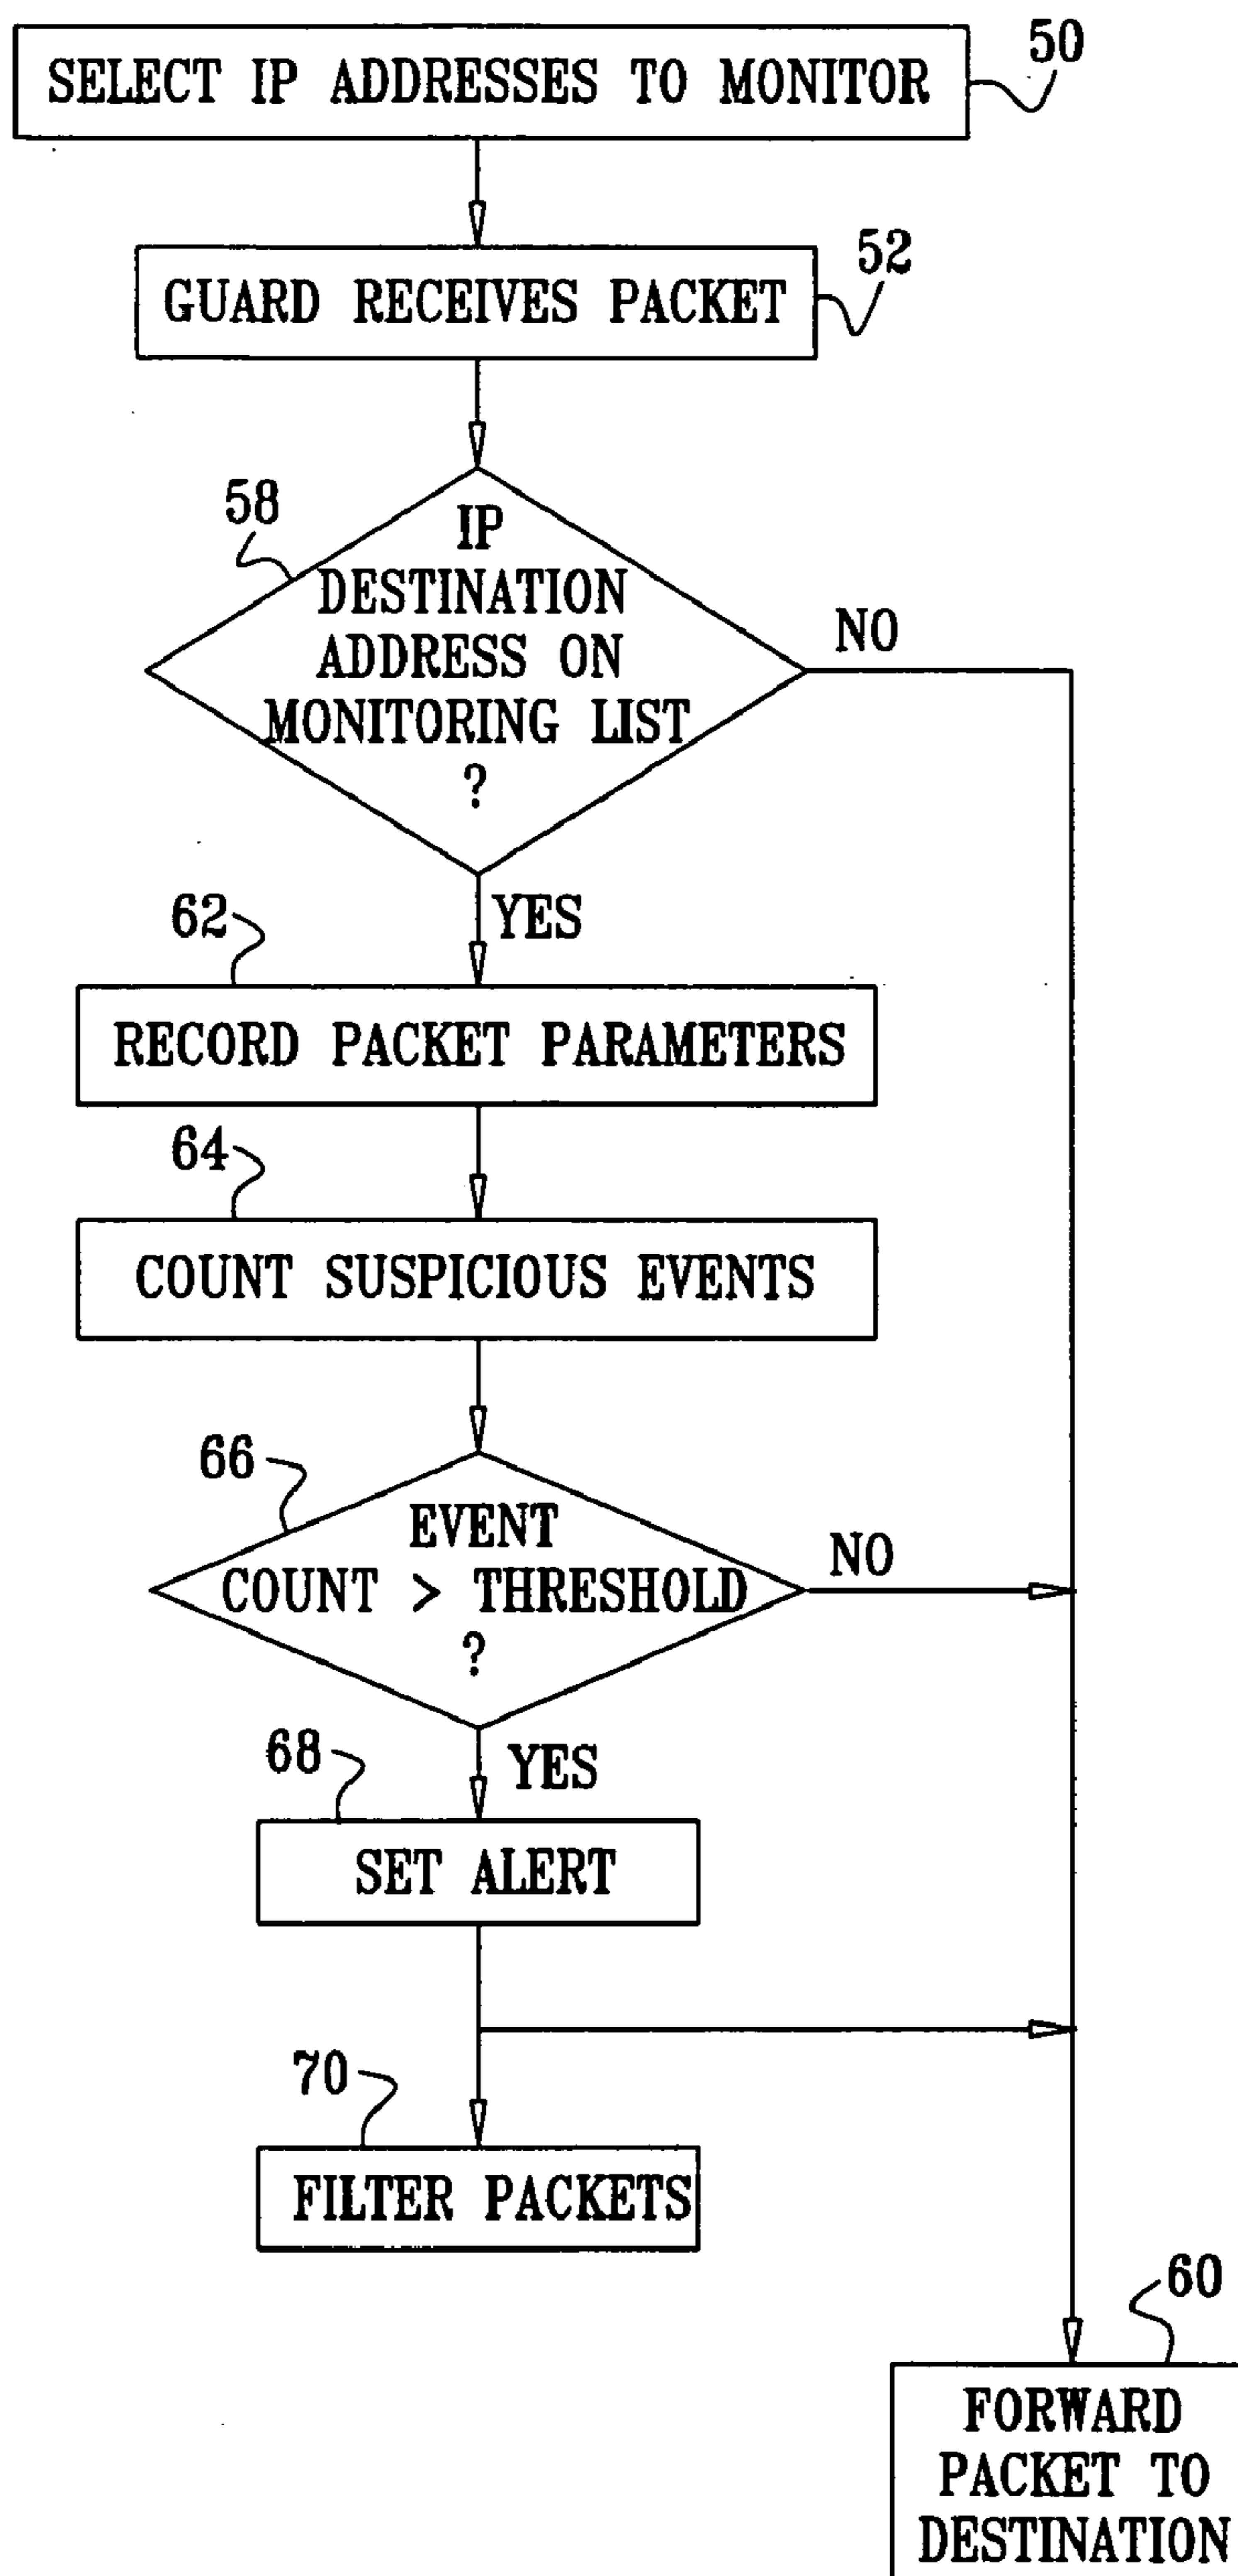 SELECT IP ADDRESSES TO MONITOR
50
GUARD RECEIVES PACKET
52
58
IP
DESTINATION
ADDRESS ON
MONITORING LIST
?
NO
YES
62
RECORD PACKET PARAMETERS
64
COUNT SUSPICIOUS EVENTS
66
EVENT
COUNT > THRESHOLD
?
NO
YES
68
SET ALERT
70
FILTER PACKETS
60
FORWARD
PACKET TO
DESTINATION